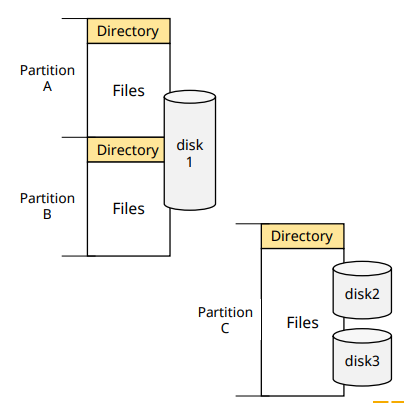 Directory
Partition
A
Files
disk
1
Directory
Partition
B
Files
Directory
disk2
Partition
C
Files
disk3